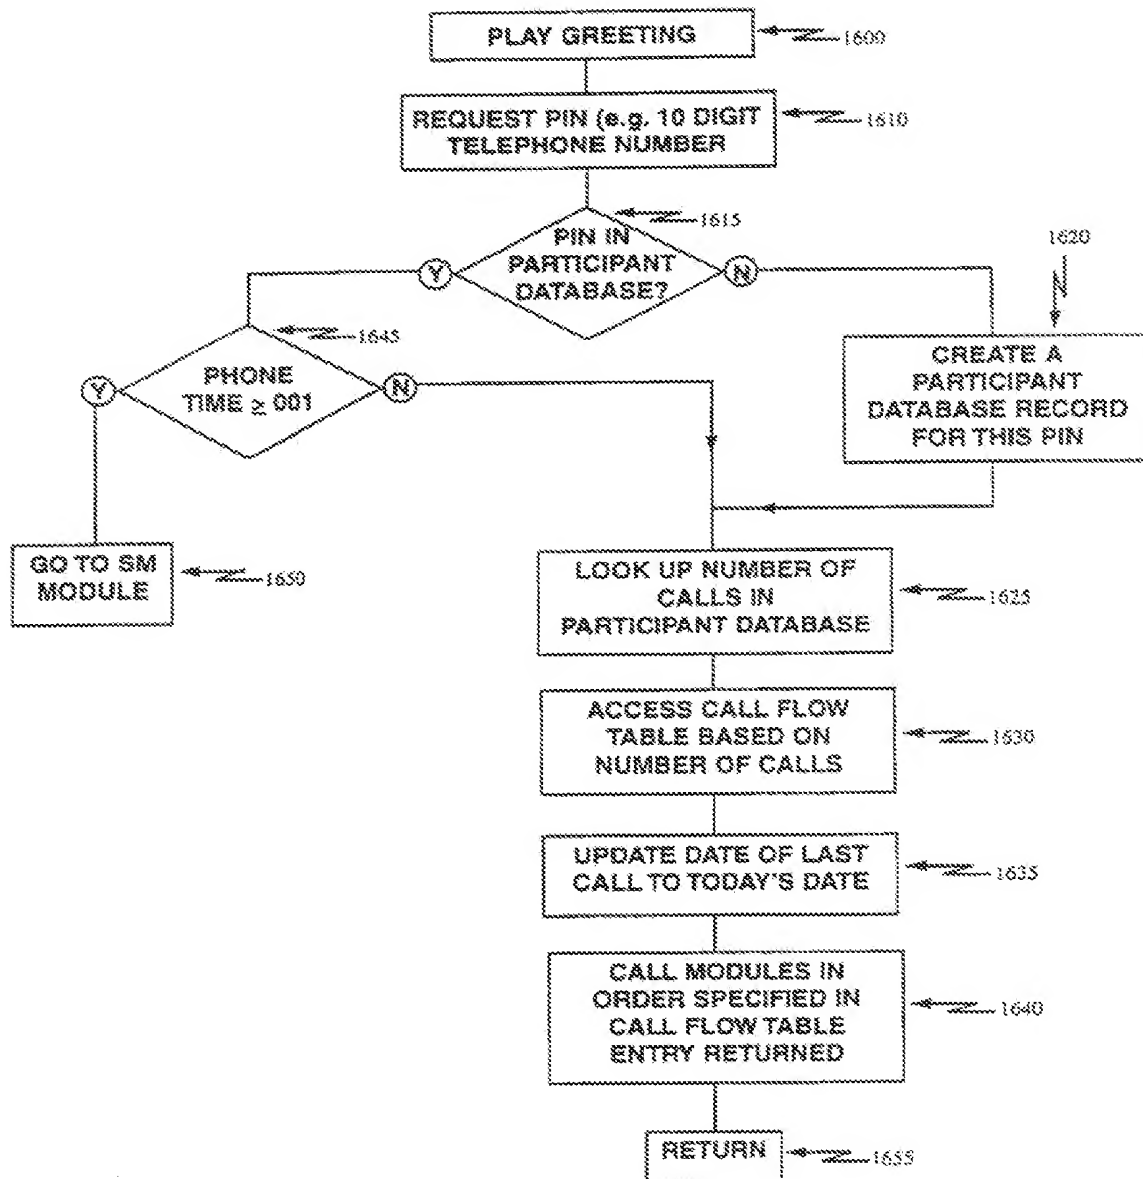 PLAY GREETING
1600
REQUEST PIN (e.g. 10 DIGIT
TELEPHONE NUMBER
1610
1615
PIN IN
PARTICIPANT
DATABASE?
Y
N
1620
1645
PHONE
TIME ≥ 001
Y
N
CREATE A
PARTICIPANT
DATABASE RECORD
FOR THIS PIN
GO TO SM
MODULE
1650
LOOK UP NUMBER OF
CALLS IN
PARTICIPANT DATABASE
1625
ACCESS CALL FLOW
TABLE BASED ON
NUMBER OF CALLS
1630
UPDATE DATE OF LAST
CALL TO TODAY'S DATE
1635
CALL MODULES IN
ORDER SPECIFIED IN
CALL FLOW TABLE
ENTRY RETURNED
1640
RETURN
1655